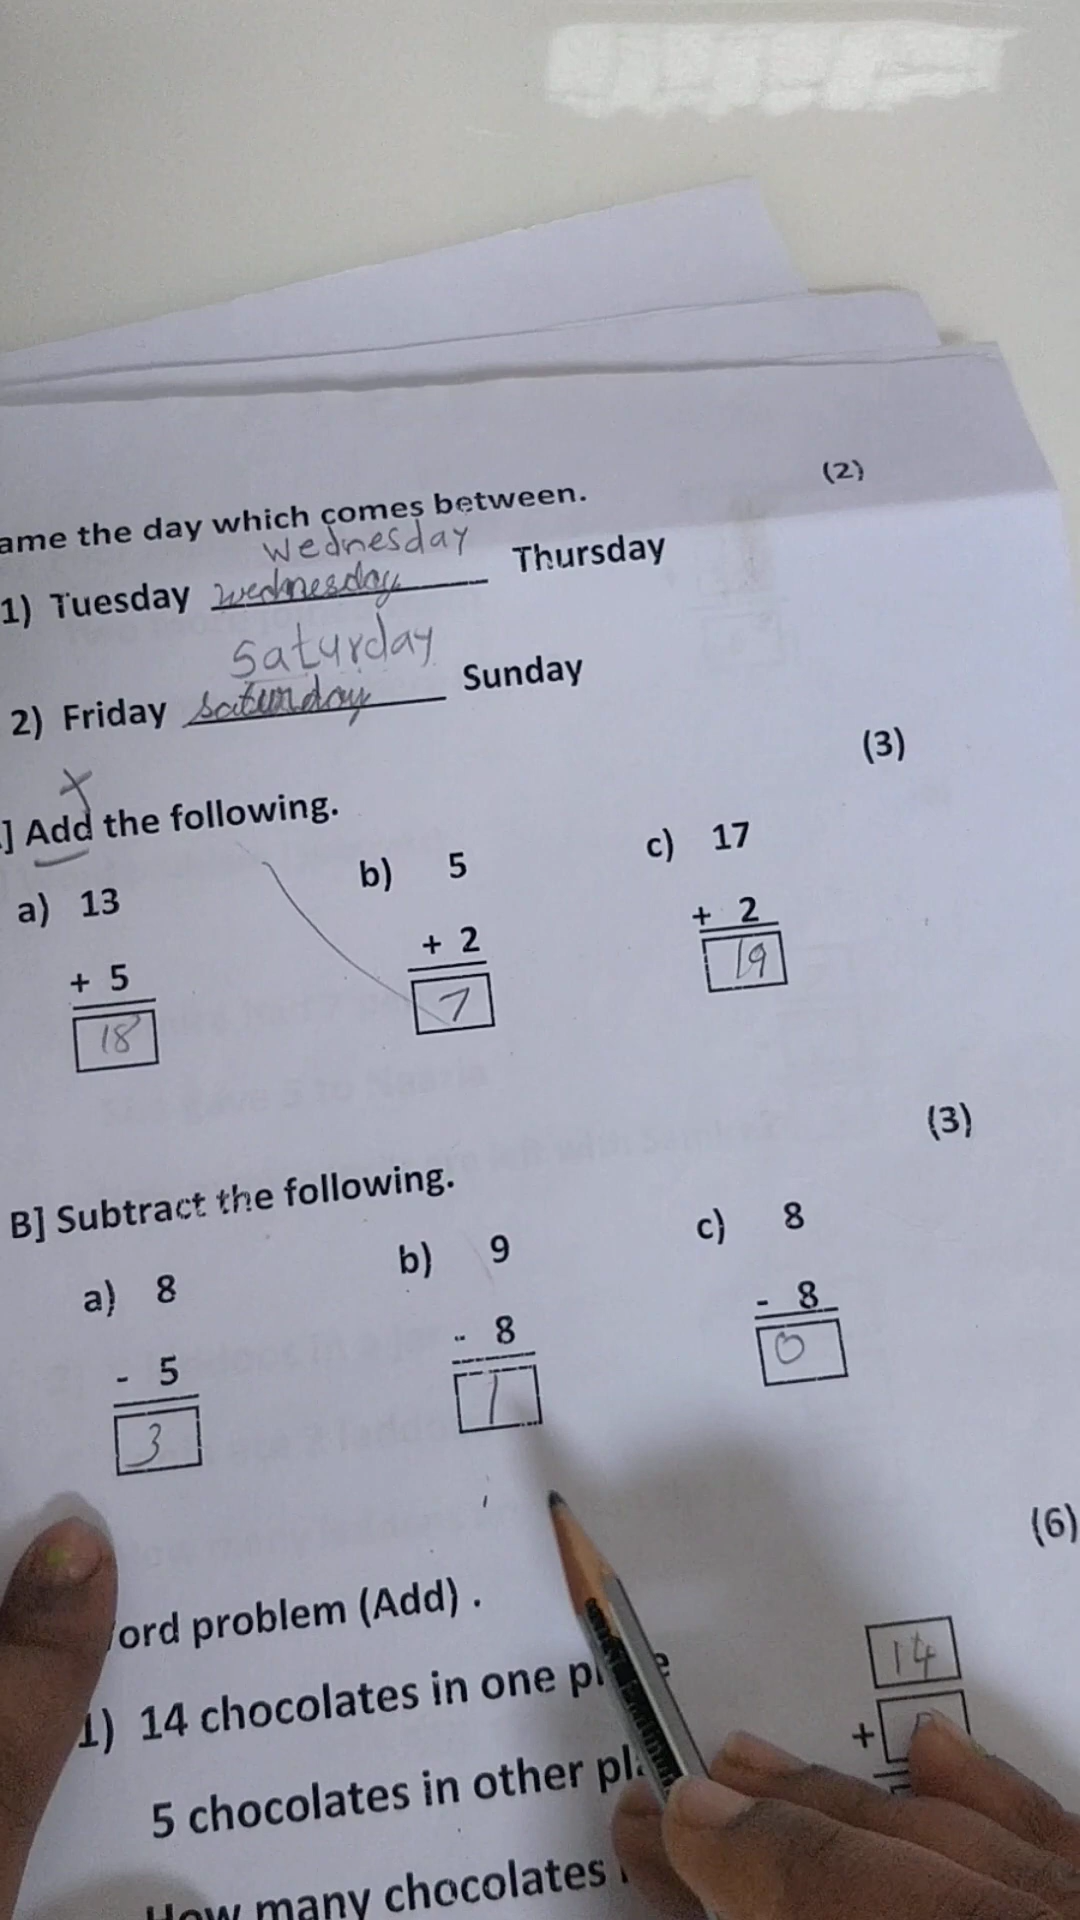 (2)
ame the day which comes between.
Wednesday
1) Tuesday wednesday Thursday
Saturday
2) Friday saturday Sunday
(3)
] Add the following.
a) 13 b) 5 c) 17
+ 5 + 2 + 2
18 7 19
(3)
B] Subtract the following.
a) 8 b) 9 c) 8
- 5 - 8 - 8
3 1 0
(6)
ord problem (Add) .
14
1) 14 chocolates in one
+
5 chocolates in other
How many chocolates